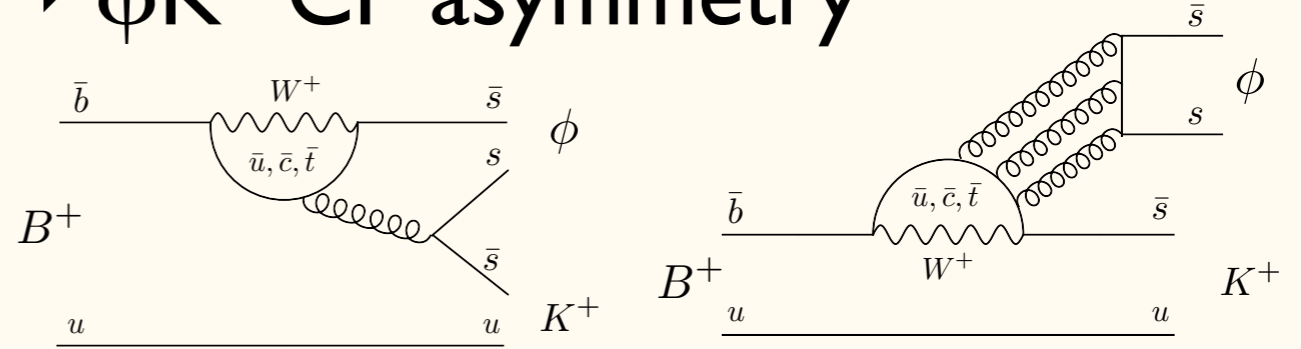 ϕK CP asymmetry
b̄
W⁺
s̄
ϕ
ū, c̄, t̄
s
B⁺
s̄
K⁺
u
u
s̄
ϕ
s
b̄
ū, c̄, t̄
s̄
W⁺
B⁺
K⁺
u
u